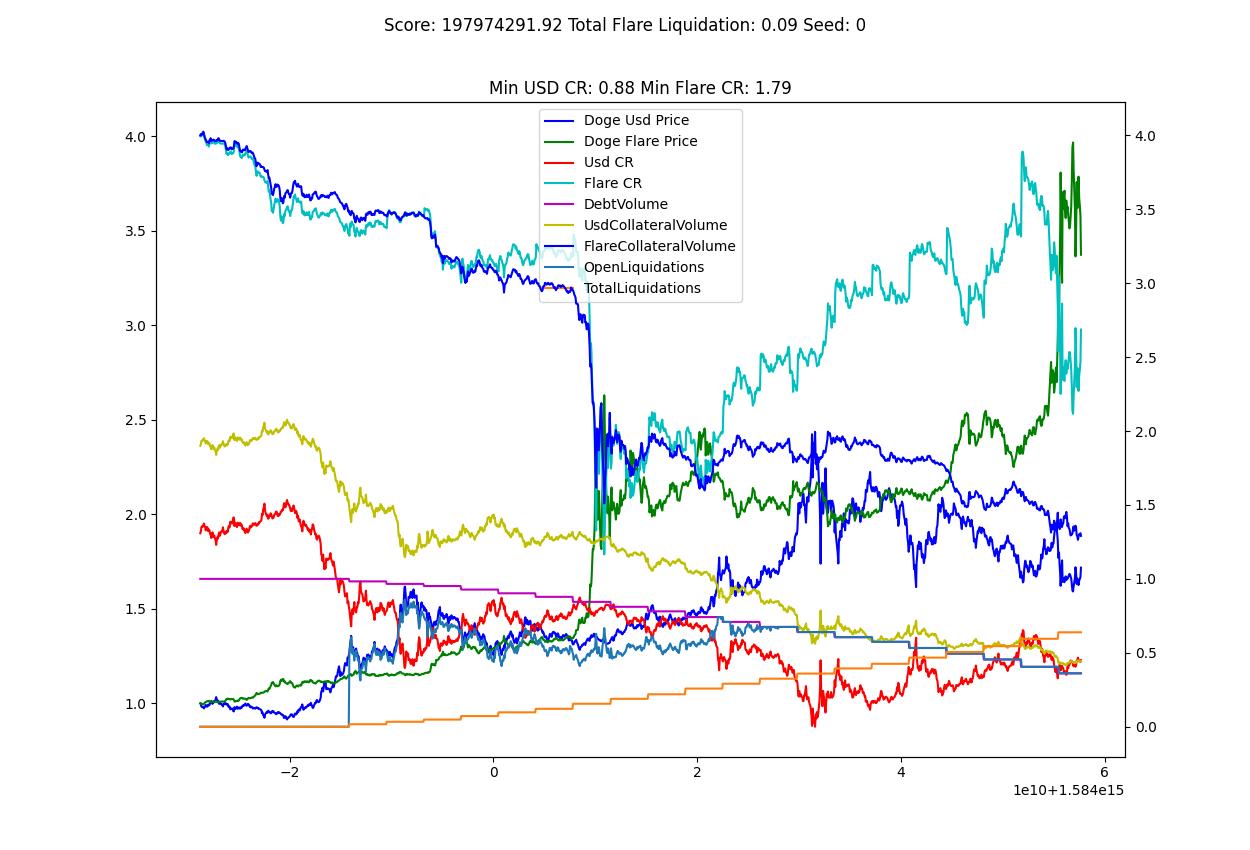 Score: 197974291.92 Total Flare Liquidation: 0.09 Seed: 0
Min USD CR: 0.88 Min Flare CR: 1.79
Doge Usd Price
Doge Flare Price
Usd CR
Flare CR
DebtVolume
UsdCollateralVolume
FlareCollateralVolume
OpenLiquidations
TotalLiquidations
4.0
3.5
3.0
2.5
2.0
1.5
1.0
4.0
3.5
3.0
2.5
2.0
1.5
1.0
0.5
0.0
−2 0 2 4 6
1e10+1.584e15